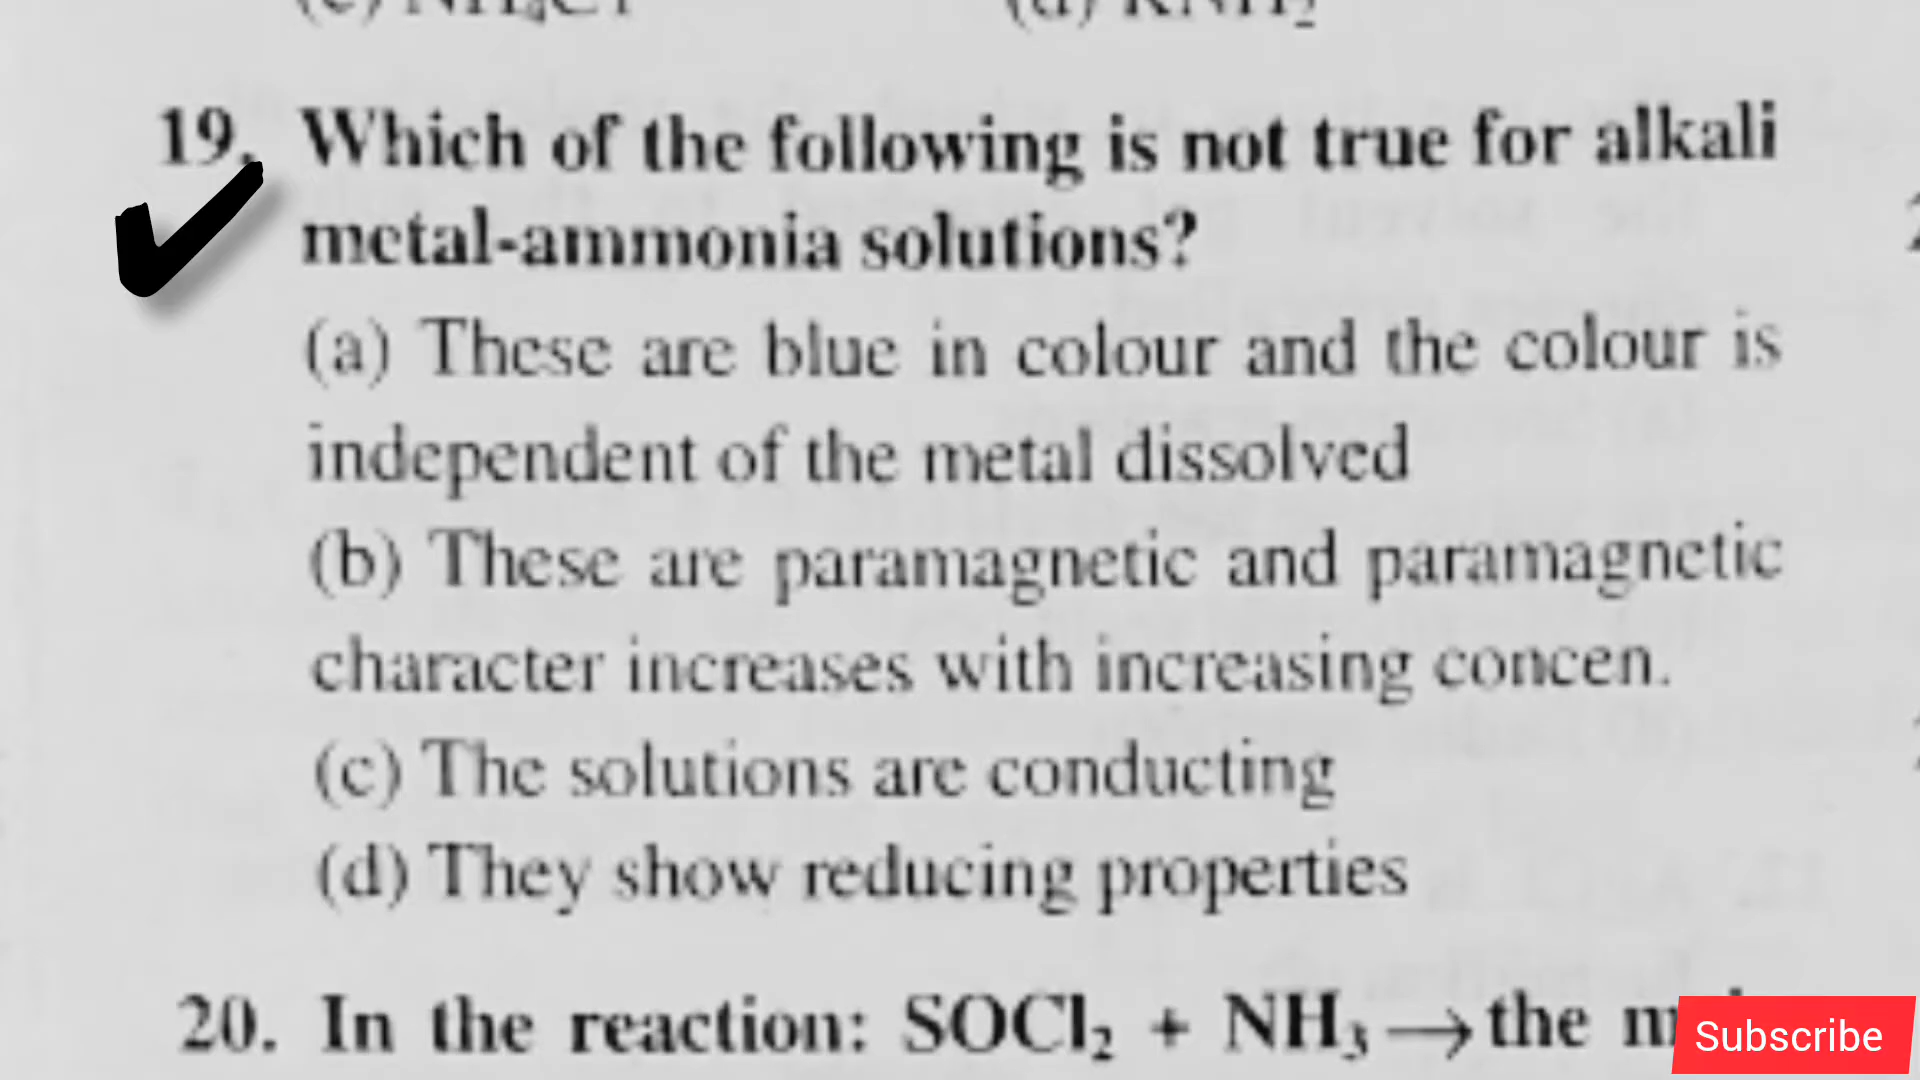 (c) NH₄Cl (d) KNH₂
19. Which of the following is not true for alkali
metal-ammonia solutions?
(a) These are blue in colour and the colour is
independent of the metal dissolved
(b) These are paramagnetic and paramagnetic
character increases with increasing concen.
(c) The solutions are conducting
(d) They show reducing properties
20. In the reaction: SOCl₂ + NH₃ → the
Subscribe